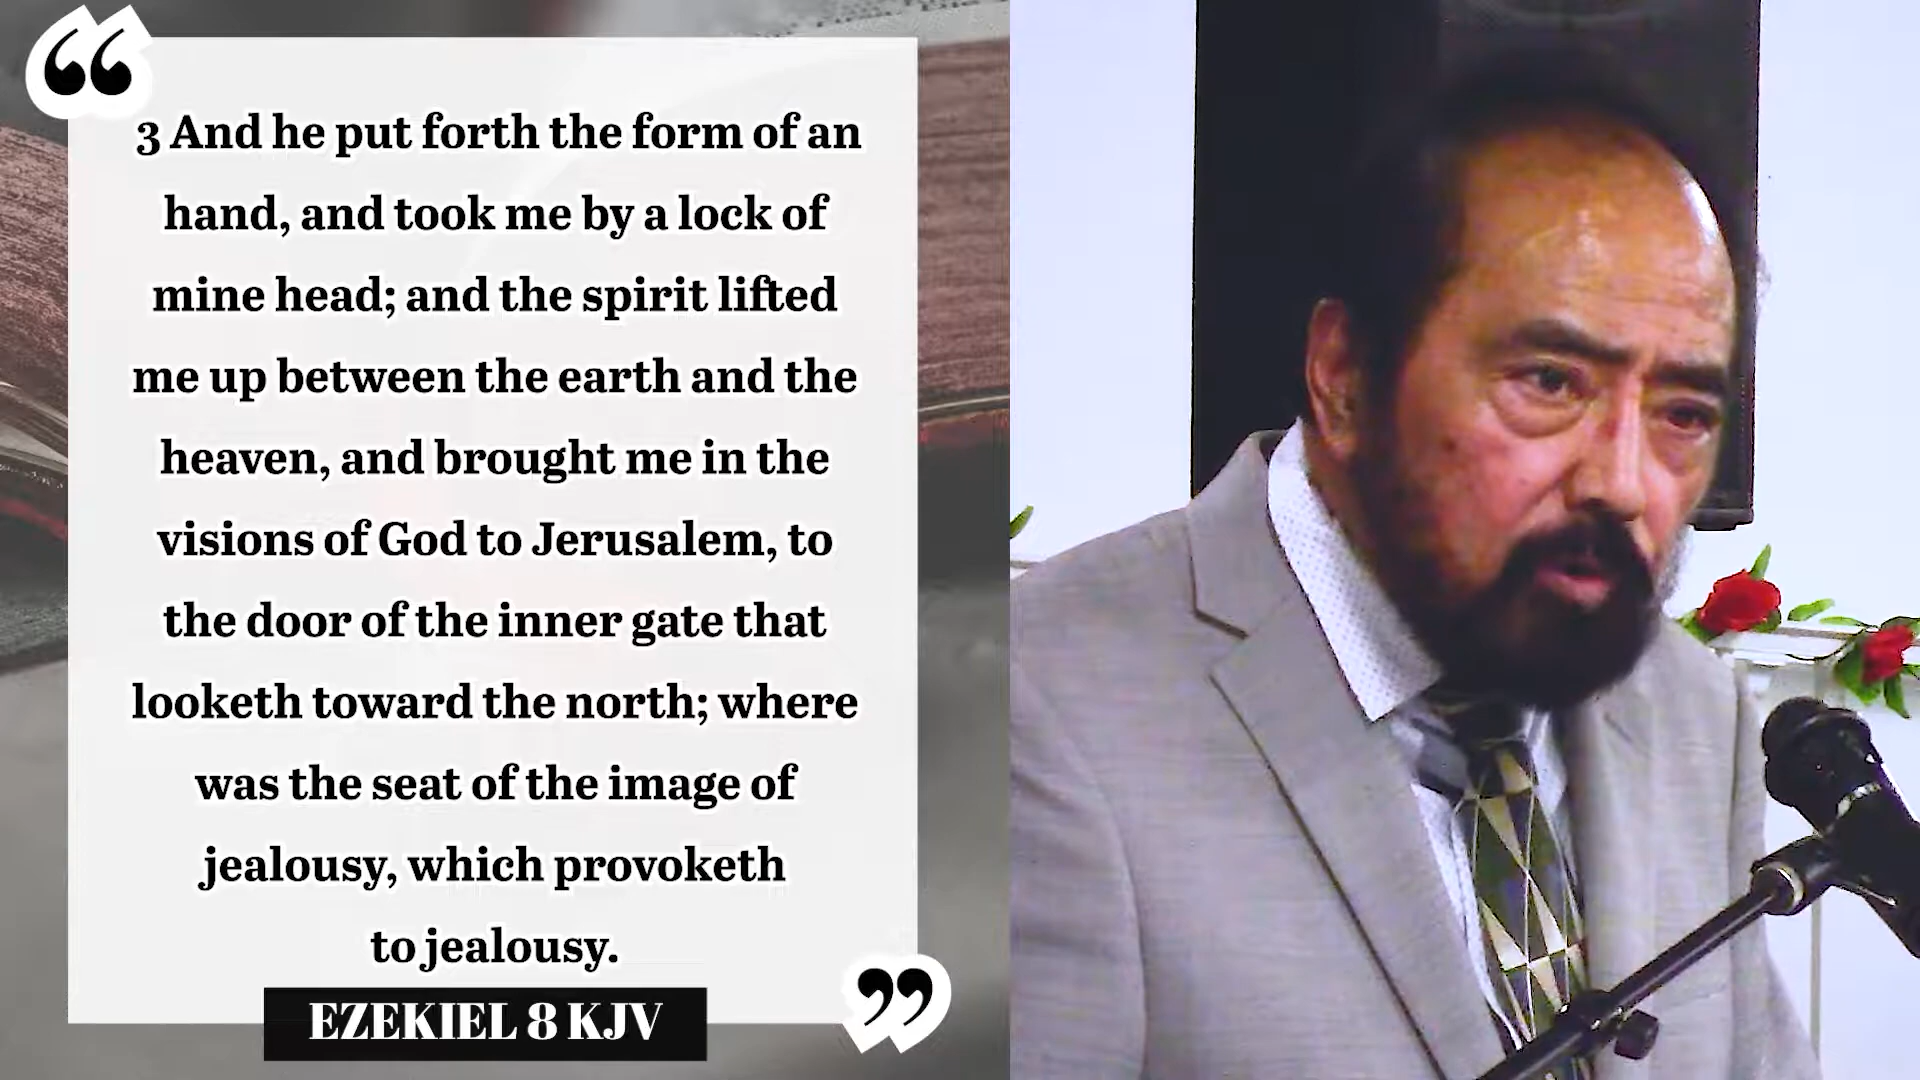 “
3 And he put forth the form of an
hand, and took me by a lock of
mine head; and the spirit lifted
me up between the earth and the
heaven, and brought me in the
visions of God to Jerusalem, to
the door of the inner gate that
looketh toward the north; where
was the seat of the image of
jealousy, which provoketh
to jealousy.
”
EZEKIEL 8 KJV